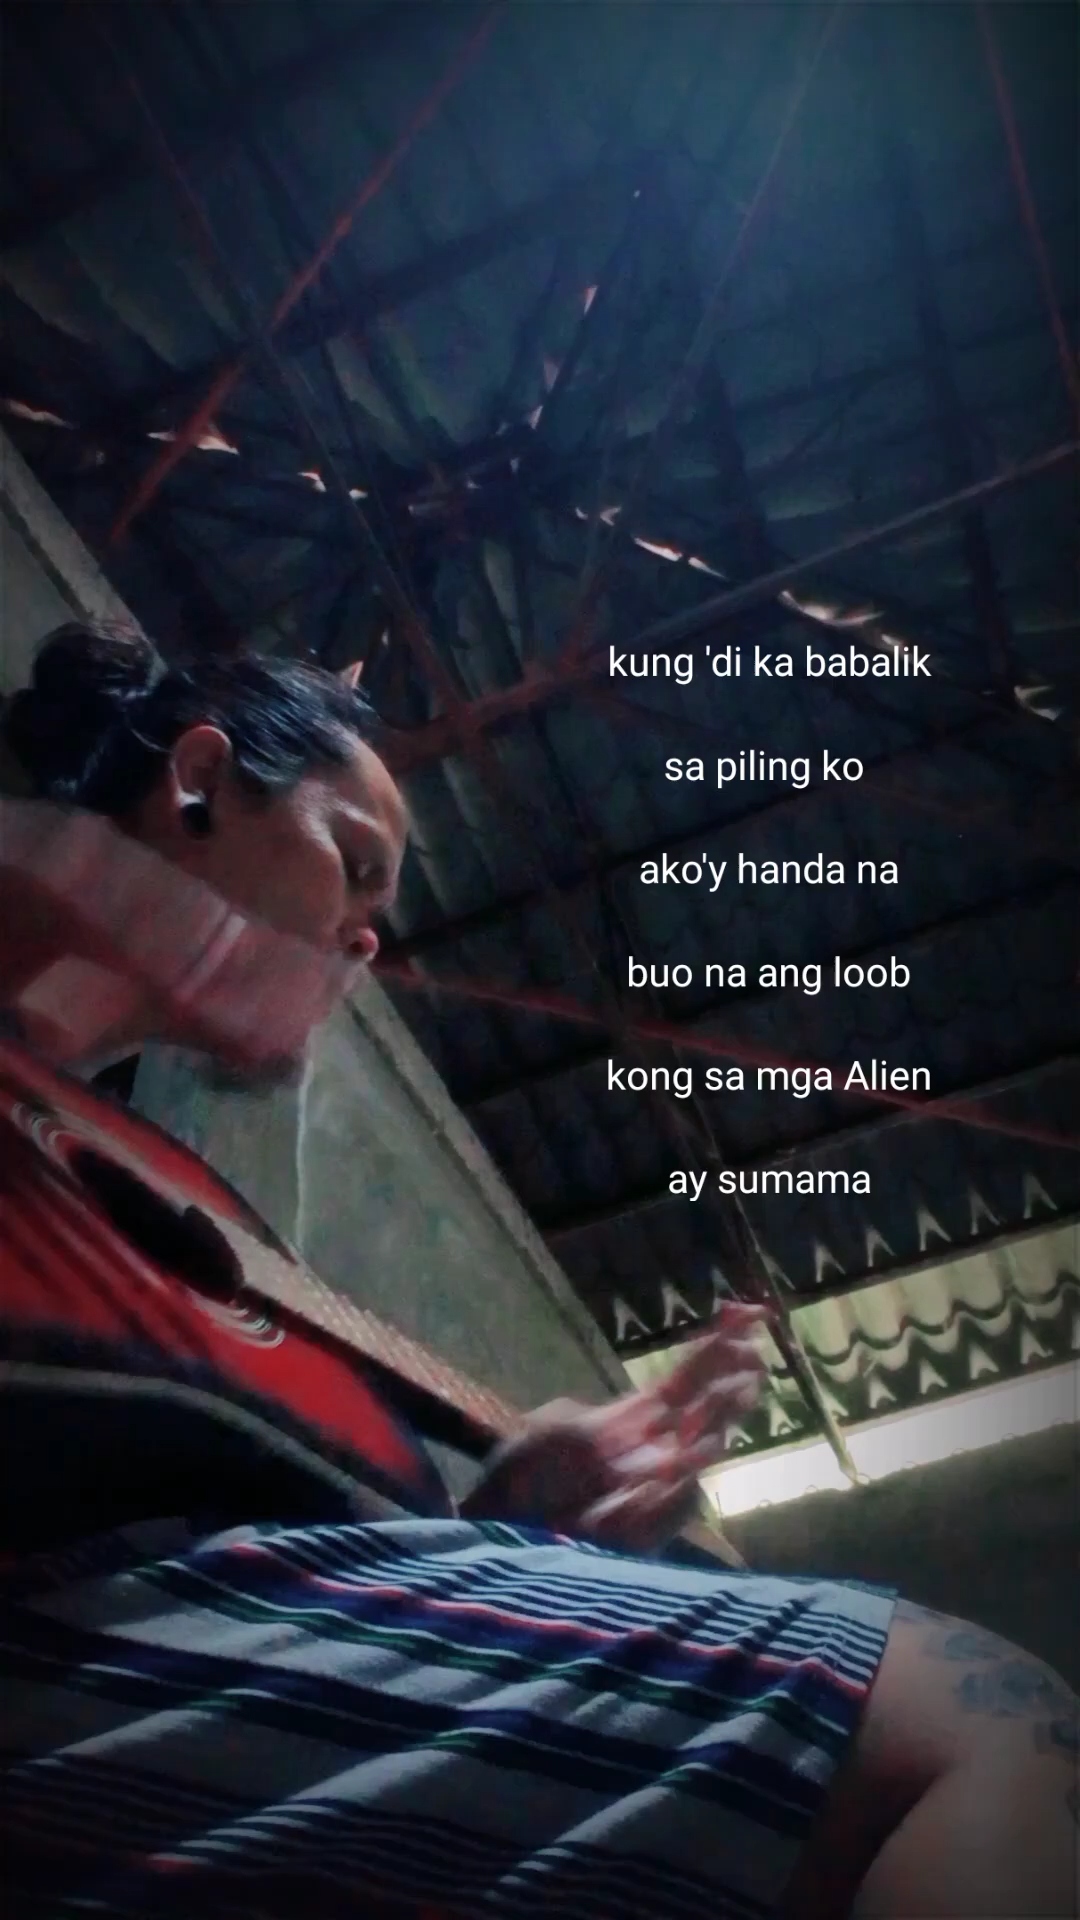 kung 'di ka babalik
sa piling ko
ako'y handa na
buo na ang loob
kong sa mga Alien
ay sumama